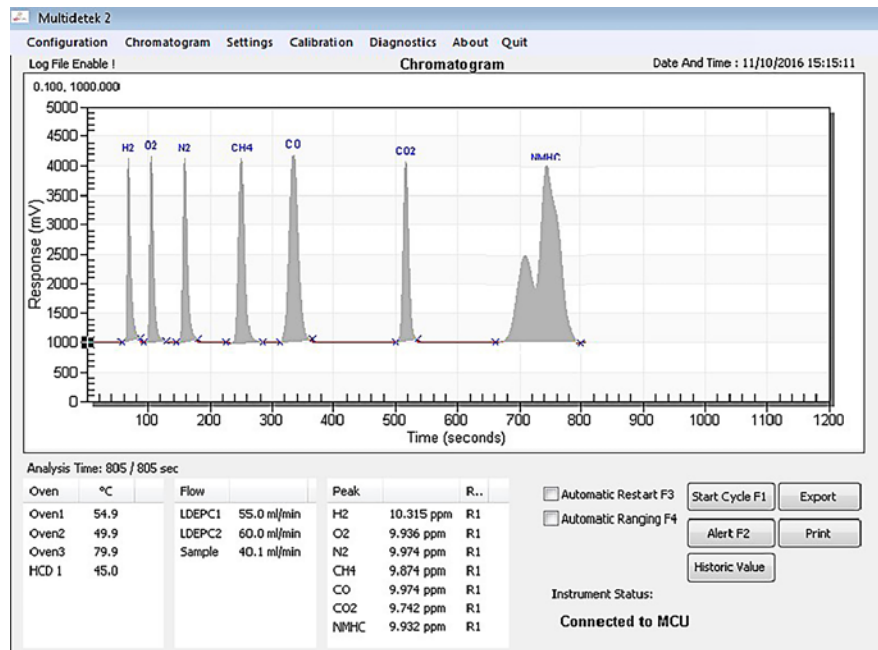 Multidetek 2
Configuration Chromatogram Settings Calibration Diagnostics About Quit
Log File Enable ! Chromatogram Date And Time : 11/10/2016 15:15:11
0.100, 1000.000
5000
4500
4000
3500
3000
2500
2000
1500
1000
500
0
Response (mV)
H2 O2 N2 CH4 CO CO2 NMHC
100 200 300 400 500 600 700 800 900 1000 1100 1200
Time (seconds)
Analysis Time: 805 / 805 sec
Oven °C Flow Peak R..
Oven1 54.9 LDEPC1 55.0 ml/min H2 10.315 ppm R1
Oven2 49.9 LDEPC2 60.0 ml/min O2 9.936 ppm R1
Oven3 79.9 Sample 40.1 ml/min N2 9.974 ppm R1
HCD 1 45.0 CH4 9.874 ppm R1
CO 9.974 ppm R1
CO2 9.742 ppm R1
NMHC 9.932 ppm R1
Automatic Restart F3 Start Cycle F1 Export
Automatic Ranging F4 Alert F2 Print
Historic Value
Instrument Status:
Connected to MCU